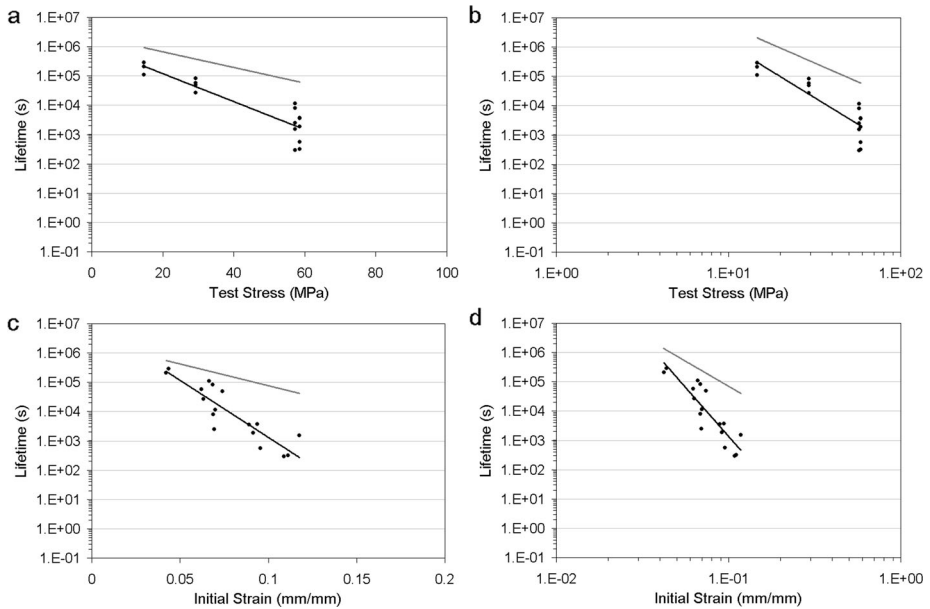 a
1.E+07
1.E+06
1.E+05
1.E+04
1.E+03
1.E+02
1.E+01
1.E+00
1.E-01
Lifetime (s)
0 20 40 60 80 100
Test Stress (MPa)
b
1.E+07
1.E+06
1.E+05
1.E+04
1.E+03
1.E+02
1.E+01
1.E+00
1.E-01
Lifetime (s)
1.E+00 1.E+01 1.E+02
Test Stress (MPa)
c
1.E+07
1.E+06
1.E+05
1.E+04
1.E+03
1.E+02
1.E+01
1.E+00
1.E-01
Lifetime (s)
0 0.05 0.1 0.15 0.2
Initial Strain (mm/mm)
d
1.E+07
1.E+06
1.E+05
1.E+04
1.E+03
1.E+02
1.E+01
1.E+00
1.E-01
Lifetime (s)
1.E-02 1.E-01 1.E+00
Initial Strain (mm/mm)